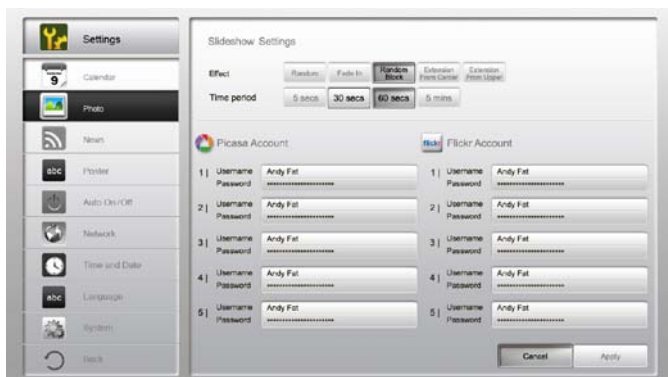 Settings
Calendar
9
Photo
News
abc Poster
Auto On/Off
Network
Time and Date
abc Language
System
Back
Slideshow Settings
Effect Random Fade In Random Block Extension From Center Extension From Upper
Time period 5 secs 30 secs 60 secs 5 mins
Picasa Account
1| Username Andy Fat
Password
2| Username Andy Fat
Password
3| Username Andy Fat
Password
4| Username Andy Fat
Password
5| Username Andy Fat
Password
flickr Flickr Account
1| Username Andy Fat
Password
2| Username Andy Fat
Password
3| Username Andy Fat
Password
4| Username Andy Fat
Password
5| Username Andy Fat
Password
Cancel Apply